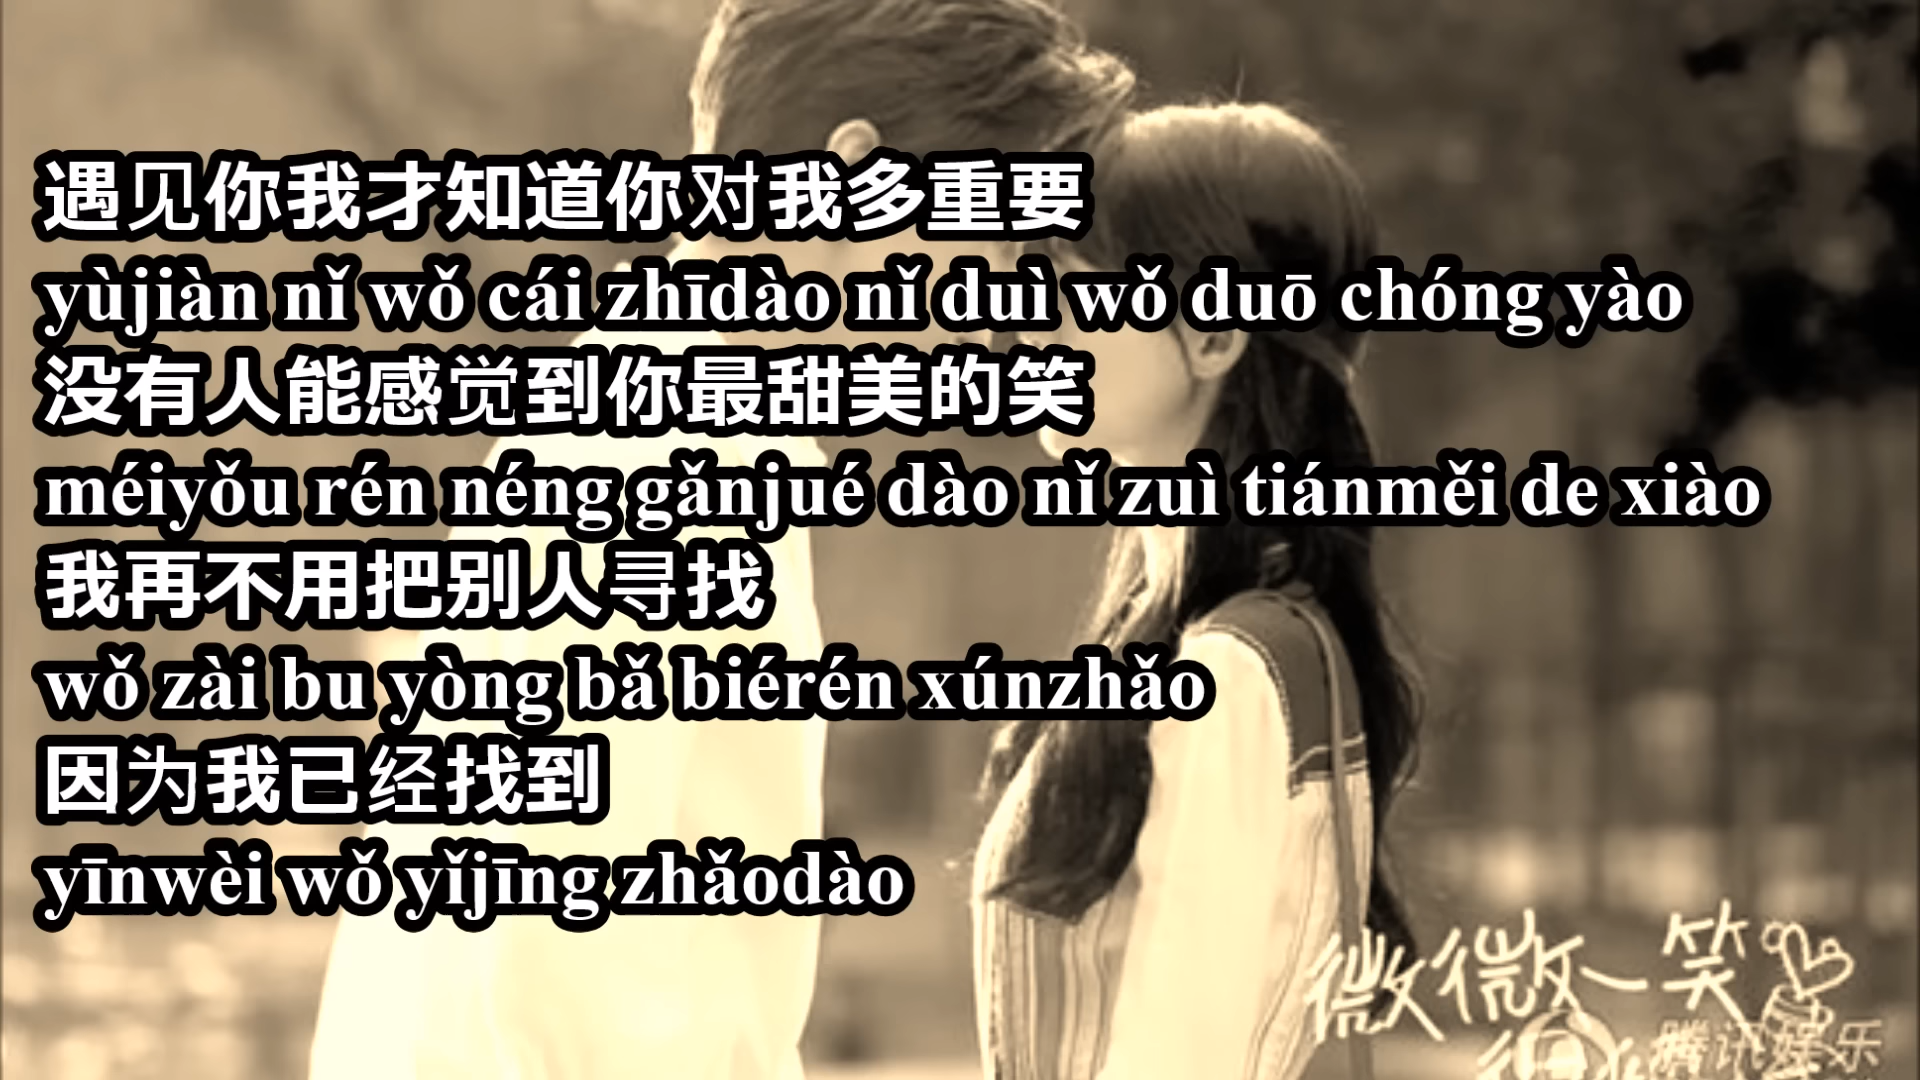 遇见你我才知道你对我多重要
yùjiàn nǐ wǒ cái zhīdào nǐ duì wǒ duō chóng yào
没有人能感觉到你最甜美的笑
méiyǒu rén néng gǎnjué dào nǐ zuì tiánměi de xiào
我再不用把别人寻找
wǒ zài bu yòng bǎ biérén xúnzhǎo
因为我已经找到
yīnwèi wǒ yǐjīng zhǎodào
微微一笑
腾讯娱乐